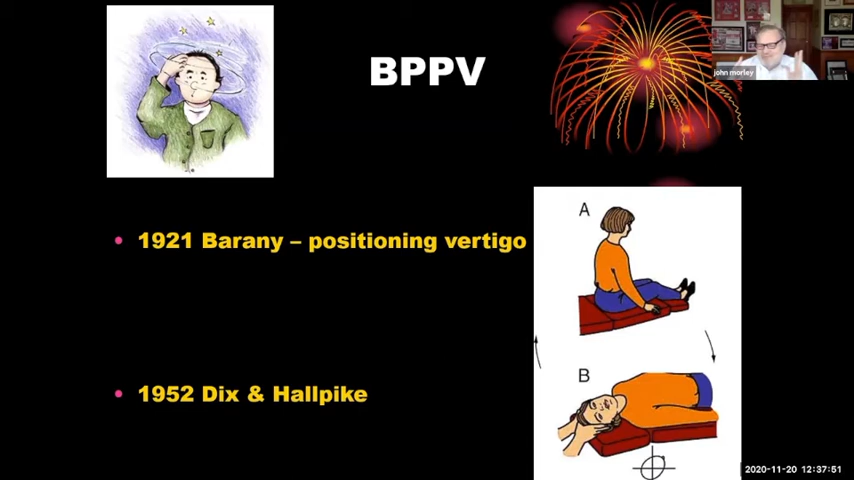 BPPV
john morley
• 1921 Barany – positioning vertigo
• 1952 Dix & Hallpike
A
B
2020-11-20 12:37:51